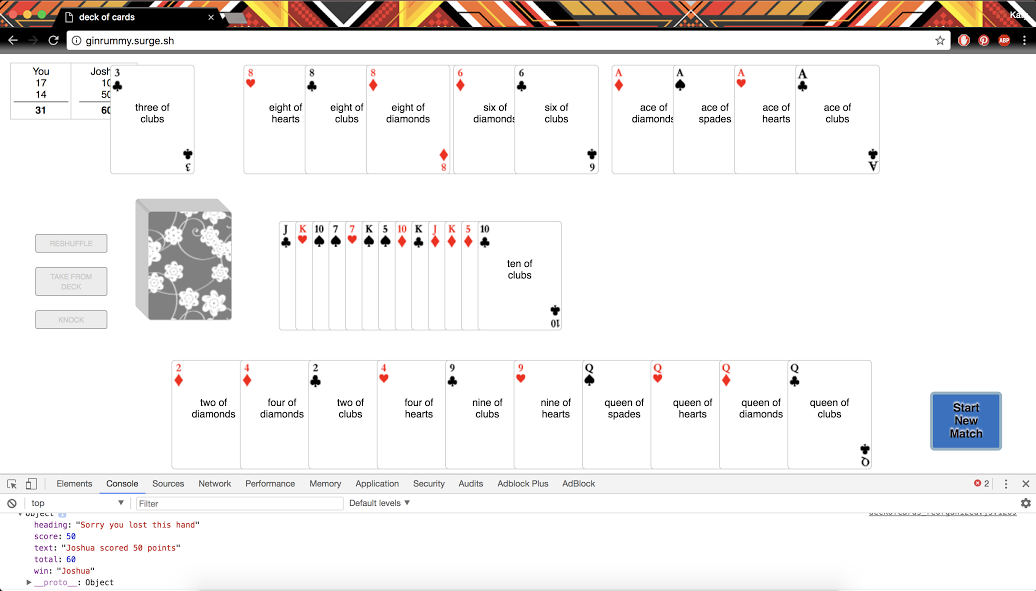 deck of cards
Kai
ginrummy.surge.sh
ABP
You Josh
17 10
14 50
31 60
3
three of
clubs
3
8
eight of
hearts
8
eight of
clubs
8
eight of
diamonds
8
6
six of
diamonds
6
six of
clubs
6
A
ace of
diamonds
A
ace of
spades
A
ace of
hearts
A
ace of
clubs
A
RESHUFFLE
TAKE FROM
DECK
KNOCK
J K 10 7 7 K 5 10 K J K 5 10
ten of
clubs
10
2
two of
diamonds
4
four of
diamonds
2
two of
clubs
4
four of
hearts
9
nine of
clubs
9
nine of
hearts
Q
queen of
spades
Q
queen of
hearts
Q
queen of
diamonds
Q
queen of
clubs
Q
Start
New
Match
Elements Console Sources Network Performance Memory Application Security Audits Adblock Plus AdBlock 2
top Filter Default levels
Object
heading: "Sorry you lost this hand"
score: 50
text: "Joshua scored 50 points"
total: 60
win: "Joshua"
__proto__: Object